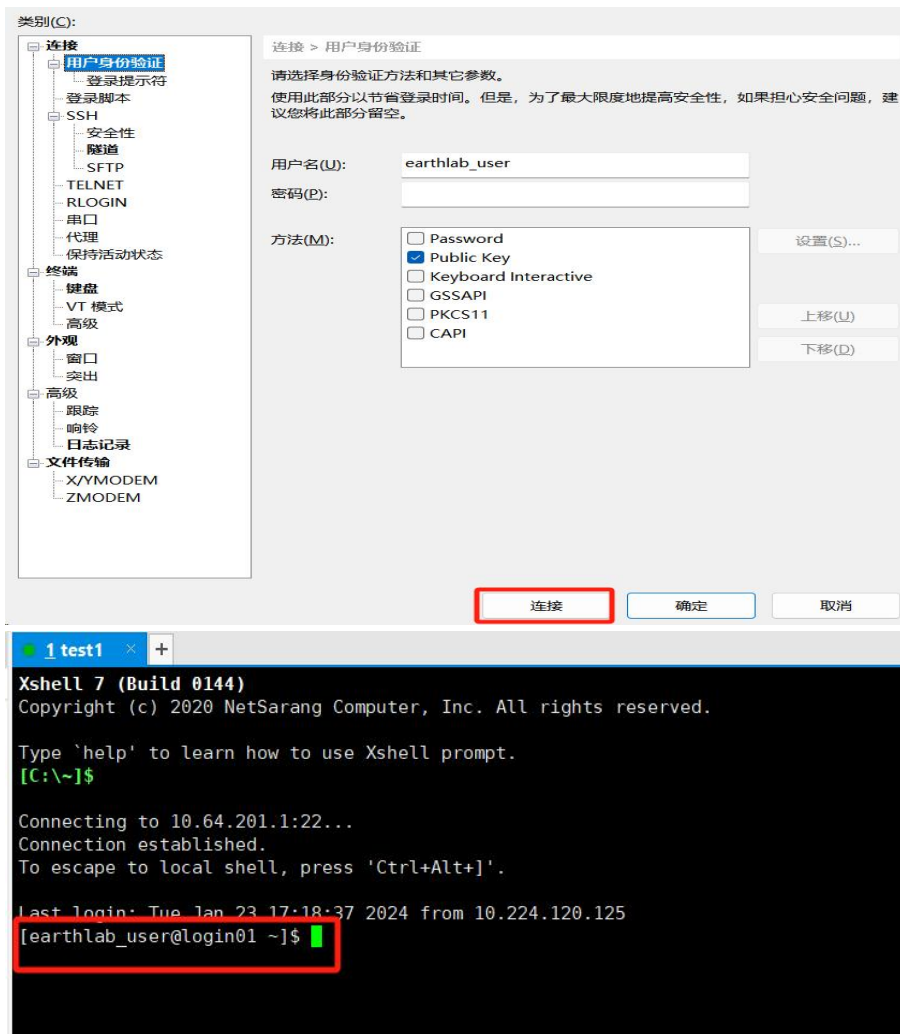 类别(C):
连接
用户身份验证
登录提示符
登录脚本
SSH
安全性
隧道
SFTP
TELNET
RLOGIN
串口
代理
保持活动状态
终端
键盘
VT 模式
高级
外观
窗口
突出
高级
跟踪
响铃
日志记录
文件传输
X/YMODEM
ZMODEM
连接 > 用户身份验证
请选择身份验证方法和其它参数。
使用此部分以节省登录时间。但是，为了最大限度地提高安全性，如果担心安全问题，建
议您将此部分留空。
用户名(U): earthlab_user
密码(P):
方法(M):
Password
Public Key
Keyboard Interactive
GSSAPI
PKCS11
CAPI
设置(S)...
上移(U)
下移(D)
连接 确定 取消
1 test1 × +
Xshell 7 (Build 0144)
Copyright (c) 2020 NetSarang Computer, Inc. All rights reserved.
Type `help' to learn how to use Xshell prompt.
[C:\~]$
Connecting to 10.64.201.1:22...
Connection established.
To escape to local shell, press 'Ctrl+Alt+]'.
Last login: Tue Jan 23 17:18:37 2024 from 10.224.120.125
[earthlab_user@login01 ~]$